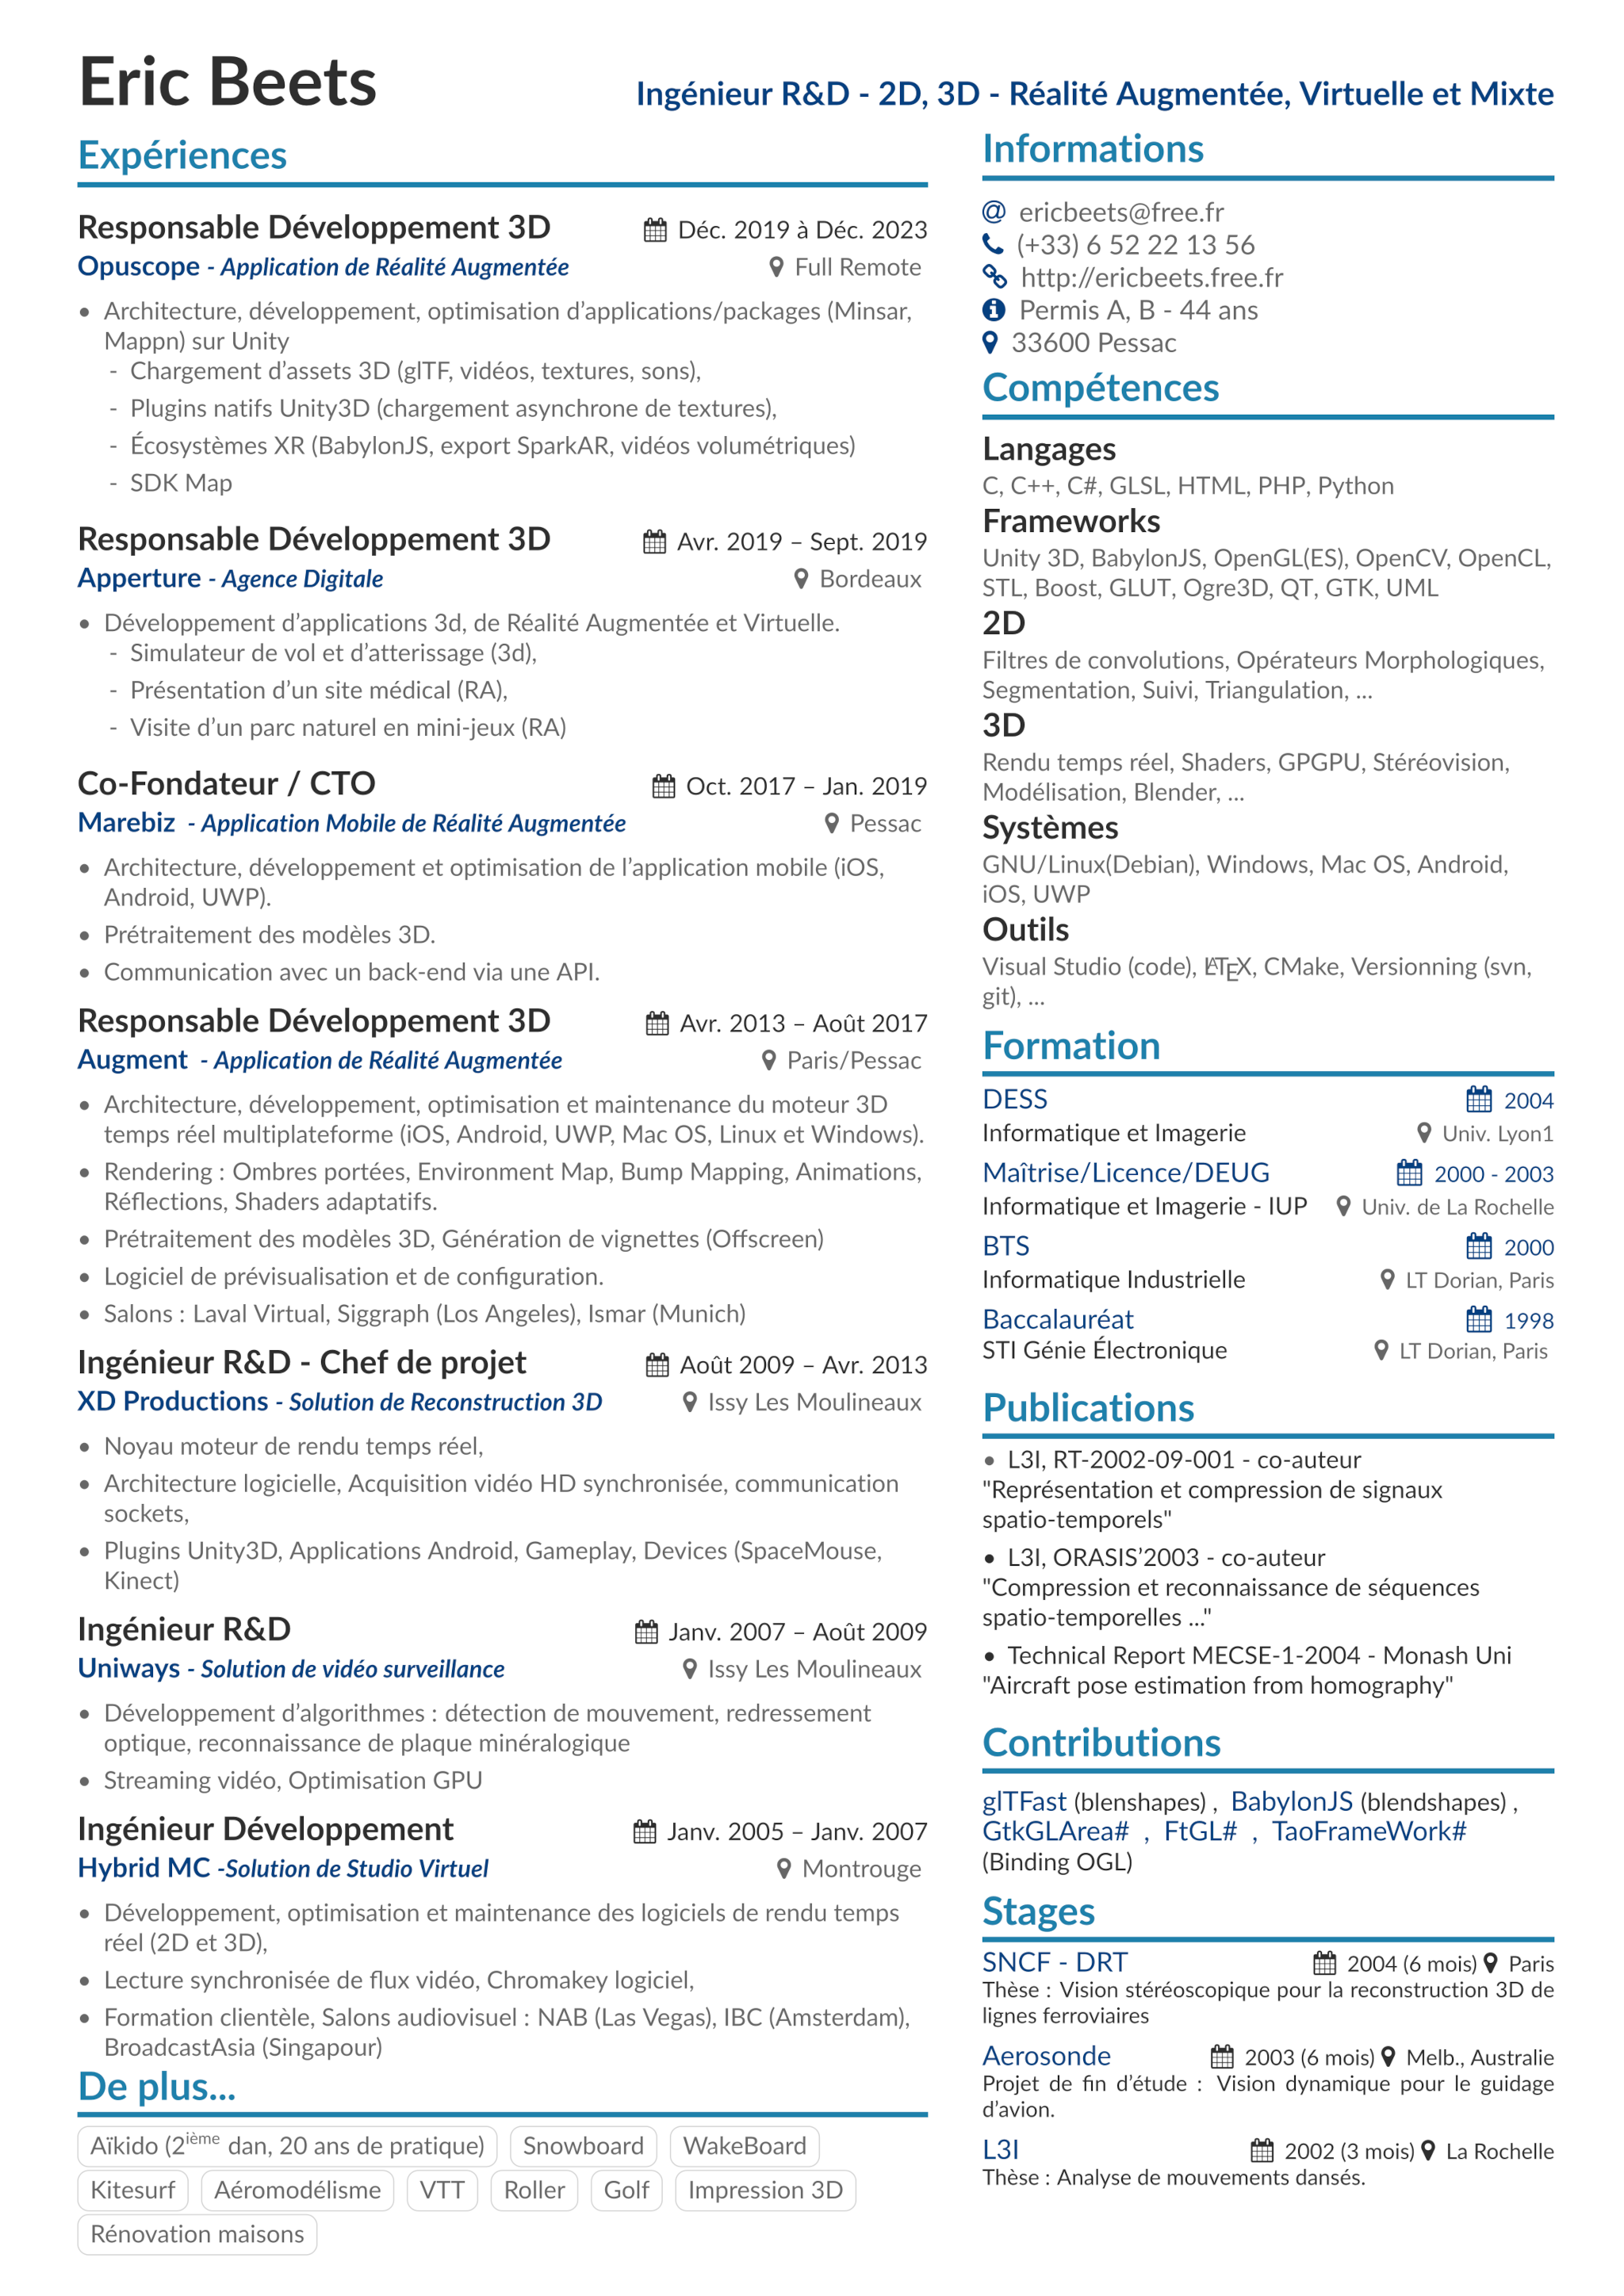 Eric Beets
Ingénieur R&D - 2D, 3D - Réalité Augmentée, Virtuelle et Mixte
Expériences
Responsable Développement 3D
Déc. 2019 à Déc. 2023
Opuscope - Application de Réalité Augmentée
Full Remote
• Architecture, développement, optimisation d'applications/packages (Minsar,
Mappn) sur Unity
- Chargement d'assets 3D (glTF, vidéos, textures, sons),
- Plugins natifs Unity3D (chargement asynchrone de textures),
- Écosystèmes XR (BabylonJS, export SparkAR, vidéos volumétriques)
- SDK Map
Responsable Développement 3D
Avr. 2019 – Sept. 2019
Apperture - Agence Digitale
Bordeaux
• Développement d'applications 3d, de Réalité Augmentée et Virtuelle.
- Simulateur de vol et d'atterissage (3d),
- Présentation d'un site médical (RA),
- Visite d'un parc naturel en mini-jeux (RA)
Co-Fondateur / CTO
Oct. 2017 – Jan. 2019
Marebiz - Application Mobile de Réalité Augmentée
Pessac
• Architecture, développement et optimisation de l'application mobile (iOS,
Android, UWP).
• Prétraitement des modèles 3D.
• Communication avec un back-end via une API.
Responsable Développement 3D
Avr. 2013 – Août 2017
Augment - Application de Réalité Augmentée
Paris/Pessac
• Architecture, développement, optimisation et maintenance du moteur 3D
temps réel multiplateforme (iOS, Android, UWP, Mac OS, Linux et Windows).
• Rendering : Ombres portées, Environment Map, Bump Mapping, Animations,
Réflections, Shaders adaptatifs.
• Prétraitement des modèles 3D, Génération de vignettes (Offscreen)
• Logiciel de prévisualisation et de configuration.
• Salons : Laval Virtual, Siggraph (Los Angeles), Ismar (Munich)
Ingénieur R&D - Chef de projet
Août 2009 – Avr. 2013
XD Productions - Solution de Reconstruction 3D
Issy Les Moulineaux
• Noyau moteur de rendu temps réel,
• Architecture logicielle, Acquisition vidéo HD synchronisée, communication
sockets,
• Plugins Unity3D, Applications Android, Gameplay, Devices (SpaceMouse,
Kinect)
Ingénieur R&D
Janv. 2007 – Août 2009
Uniways - Solution de vidéo surveillance
Issy Les Moulineaux
• Développement d'algorithmes : détection de mouvement, redressement
optique, reconnaissance de plaque minéralogique
• Streaming vidéo, Optimisation GPU
Ingénieur Développement
Janv. 2005 – Janv. 2007
Hybrid MC -Solution de Studio Virtuel
Montrouge
• Développement, optimisation et maintenance des logiciels de rendu temps
réel (2D et 3D),
• Lecture synchronisée de flux vidéo, Chromakey logiciel,
• Formation clientèle, Salons audiovisuel : NAB (Las Vegas), IBC (Amsterdam),
BroadcastAsia (Singapour)
De plus...
Aïkido (2ième dan, 20 ans de pratique) Snowboard WakeBoard
Kitesurf Aéromodélisme VTT Roller Golf Impression 3D
Rénovation maisons
Informations
@ ericbeets@free.fr
(+33) 6 52 22 13 56
http://ericbeets.free.fr
Permis A, B - 44 ans
33600 Pessac
Compétences
Langages
C, C++, C#, GLSL, HTML, PHP, Python
Frameworks
Unity 3D, BabylonJS, OpenGL(ES), OpenCV, OpenCL,
STL, Boost, GLUT, Ogre3D, QT, GTK, UML
2D
Filtres de convolutions, Opérateurs Morphologiques,
Segmentation, Suivi, Triangulation, ...
3D
Rendu temps réel, Shaders, GPGPU, Stéréovision,
Modélisation, Blender, ...
Systèmes
GNU/Linux(Debian), Windows, Mac OS, Android,
iOS, UWP
Outils
Visual Studio (code), LATEX, CMake, Versionning (svn,
git), ...
Formation
DESS
2004
Informatique et Imagerie
Univ. Lyon1
Maîtrise/Licence/DEUG
2000 - 2003
Informatique et Imagerie - IUP
Univ. de La Rochelle
BTS
2000
Informatique Industrielle
LT Dorian, Paris
Baccalauréat
1998
STI Génie Électronique
LT Dorian, Paris
Publications
• L3I, RT-2002-09-001 - co-auteur
"Représentation et compression de signaux
spatio-temporels"
• L3I, ORASIS'2003 - co-auteur
"Compression et reconnaissance de séquences
spatio-temporelles ..."
• Technical Report MECSE-1-2004 - Monash Uni
"Aircraft pose estimation from homography"
Contributions
glTFast (blenshapes) , BabylonJS (blendshapes) ,
GtkGLArea# , FtGL# , TaoFrameWork#
(Binding OGL)
Stages
SNCF - DRT
2004 (6 mois) Paris
Thèse : Vision stéréoscopique pour la reconstruction 3D de
lignes ferroviaires
Aerosonde
2003 (6 mois) Melb., Australie
Projet de fin d'étude : Vision dynamique pour le guidage
d'avion.
L3I
2002 (3 mois) La Rochelle
Thèse : Analyse de mouvements dansés.